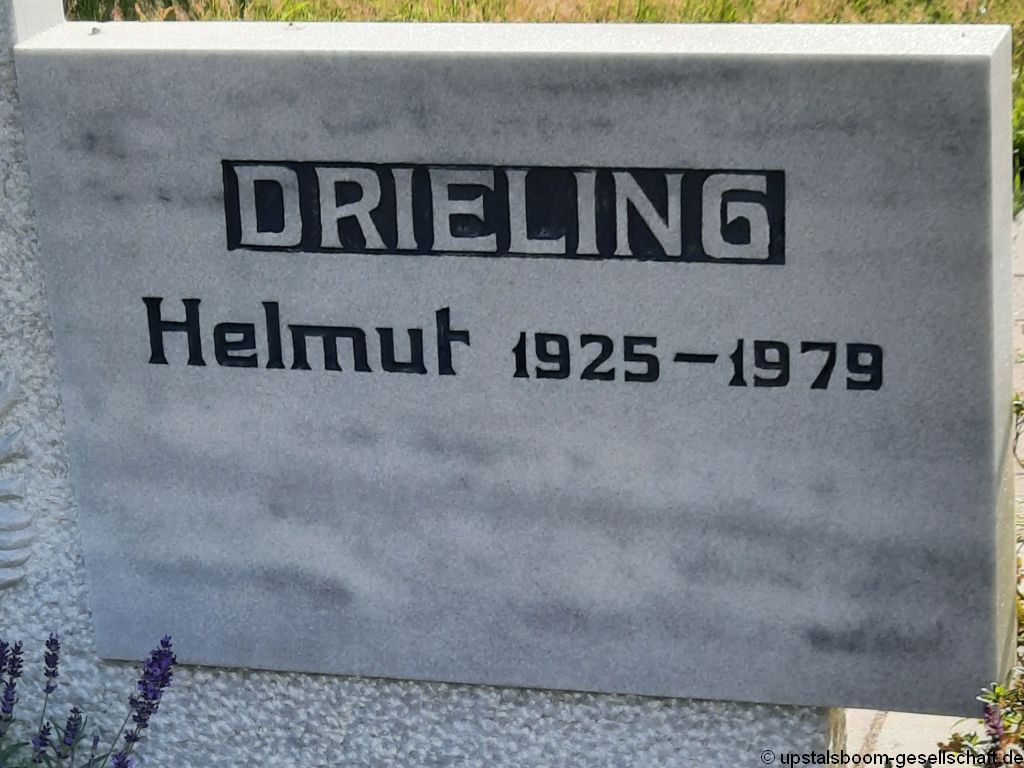 DRIELING
Helmut 1925-1979
© upstalsboom-gesellschaft.de